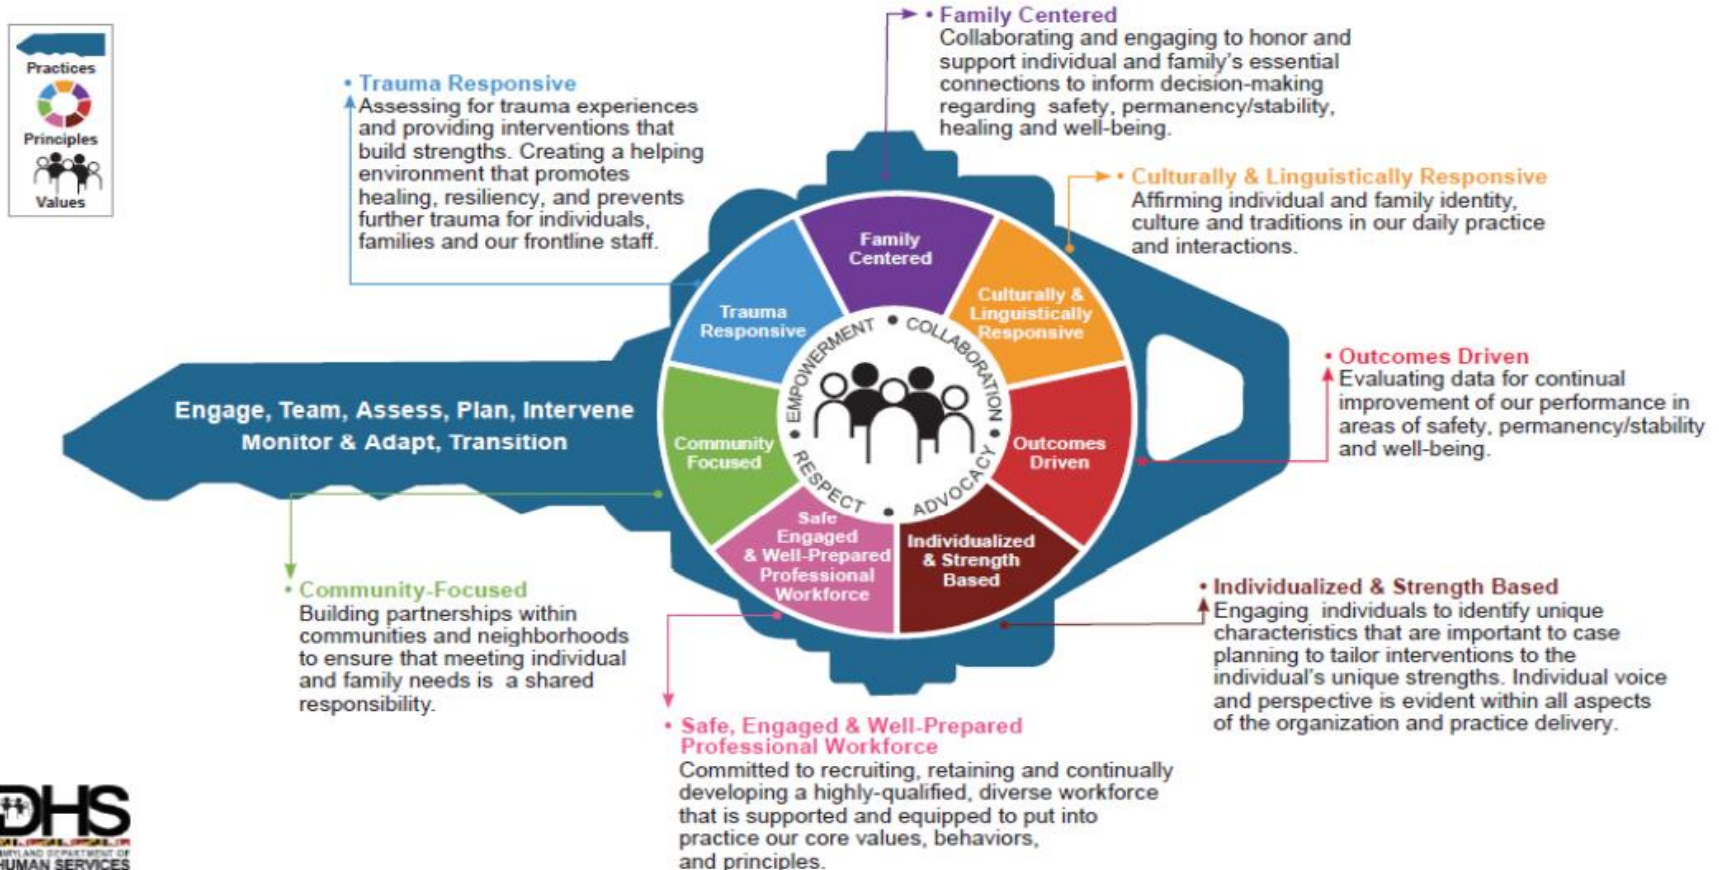 Practices
Principles
Values
• Trauma Responsive
Assessing for trauma experiences
and providing interventions that
build strengths. Creating a helping
environment that promotes
healing, resiliency, and prevents
further trauma for individuals,
families and our frontline staff.
• Family Centered
Collaborating and engaging to honor and
support individual and family's essential
connections to inform decision-making
regarding safety, permanency/stability,
healing and well-being.
• Culturally & Linguistically Responsive
Affirming individual and family identity,
culture and traditions in our daily practice
and interactions.
• Outcomes Driven
Evaluating data for continual
improvement of our performance in
areas of safety, permanency/stability
and well-being.
Engage, Team, Assess, Plan, Intervene
Monitor & Adapt, Transition
Family
Centered
Culturally &
Linguistically
Responsive
Outcomes
Driven
Individualized
& Strength
Based
Safe
Engaged
& Well-Prepared
Professional
Workforce
Community
Focused
Trauma
Responsive
EMPOWERMENT • COLLABORATION • ADVOCACY • RESPECT •
• Community-Focused
Building partnerships within
communities and neighborhoods
to ensure that meeting individual
and family needs is a shared
responsibility.
• Safe, Engaged & Well-Prepared
Professional Workforce
Committed to recruiting, retaining and continually
developing a highly-qualified, diverse workforce
that is supported and equipped to put into
practice our core values, behaviors,
and principles.
• Individualized & Strength Based
Engaging individuals to identify unique
characteristics that are important to case
planning to tailor interventions to the
individual's unique strengths. Individual voice
and perspective is evident within all aspects
of the organization and practice delivery.
DHS
MARYLAND DEPARTMENT OF
HUMAN SERVICES